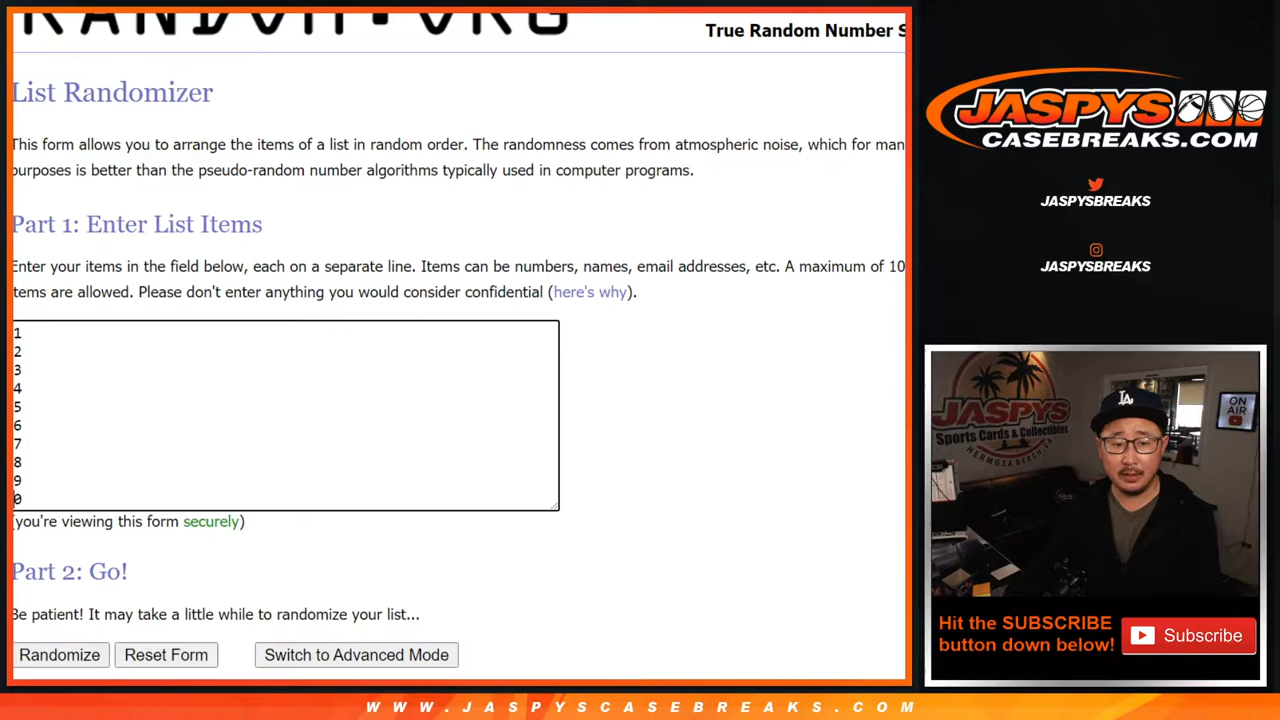 RANDOM.ORG
True Random Number S
List Randomizer
This form allows you to arrange the items of a list in random order. The randomness comes from atmospheric noise, which for man
purposes is better than the pseudo-random number algorithms typically used in computer programs.
Part 1: Enter List Items
Enter your items in the field below, each on a separate line. Items can be numbers, names, email addresses, etc. A maximum of 10
items are allowed. Please don't enter anything you would consider confidential (here's why).
1
2
3
4
5
6
7
8
9
0
(you're viewing this form securely)
Part 2: Go!
Be patient! It may take a little while to randomize your list...
Randomize
Reset Form
Switch to Advanced Mode
JASPYS
CASEBREAKS.COM
JASPYSBREAKS
JASPYSBREAKS
JASPYS
Sports Cards & Collectibles
HERMOSA BEACH CA
LA
ON
AIR
Hit the SUBSCRIBE
button down below!
Subscribe
WWW.JASPYSCASEBREAKS.COM